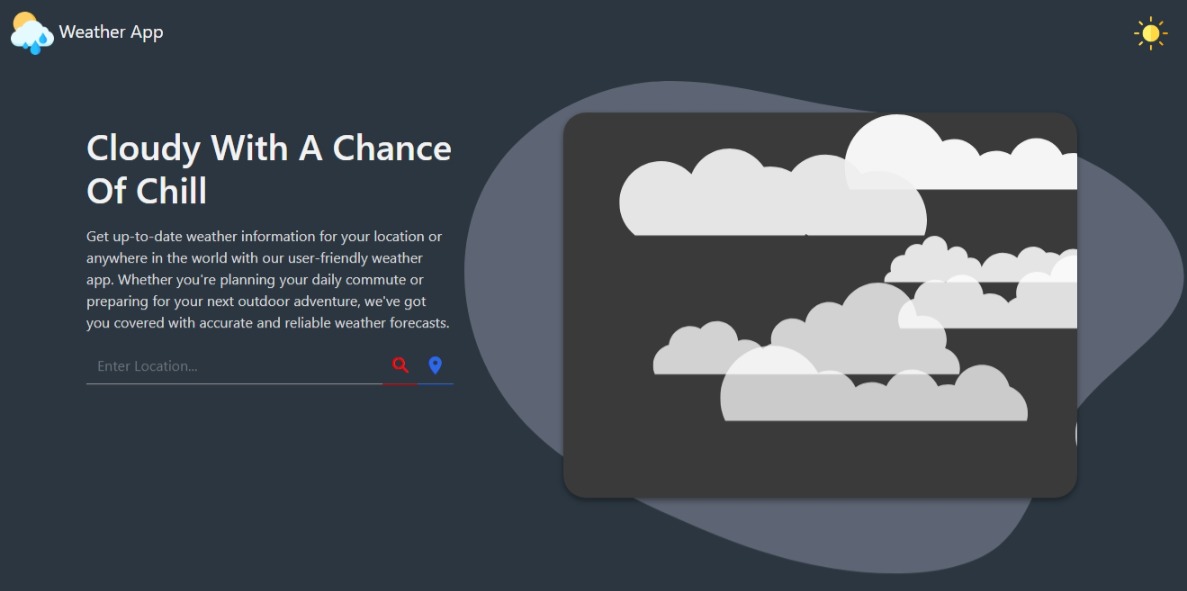 Weather App
Cloudy With A Chance
Of Chill
Get up-to-date weather information for your location or
anywhere in the world with our user-friendly weather
app. Whether you're planning your daily commute or
preparing for your next outdoor adventure, we've got
you covered with accurate and reliable weather forecasts.
Enter Location...